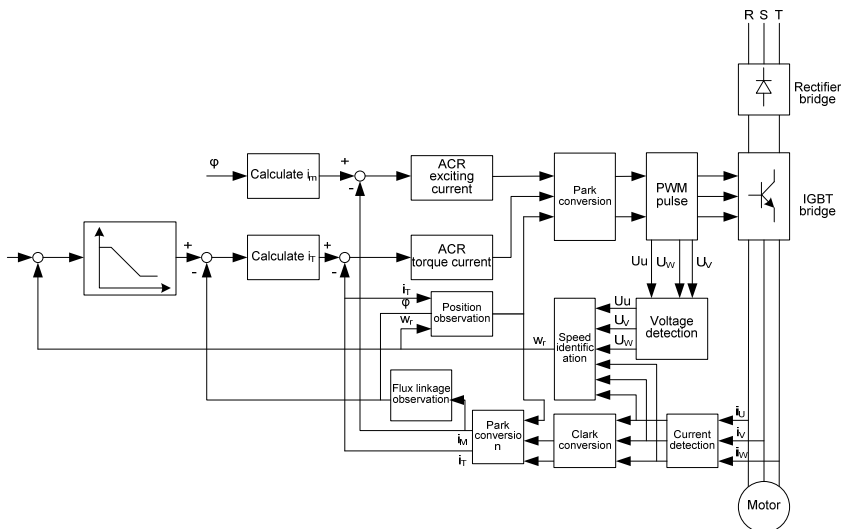 R S T
Rectifier
bridge
φ
Calculate im
+
-
ACR
exciting
current
Park
conversion
PWM
pulse
IGBT
bridge
+
-
Calculate iT
+
-
ACR
torque current
Uu UW UV
iT
φ
wr
Position
observation
wr
Speed
identific
ation
Uu
UV
UW
Voltage
detection
Flux linkage
observation
iM
iT
Park
conversio
n
Clark
conversion
Current
detection
iU
iV
iW
Motor